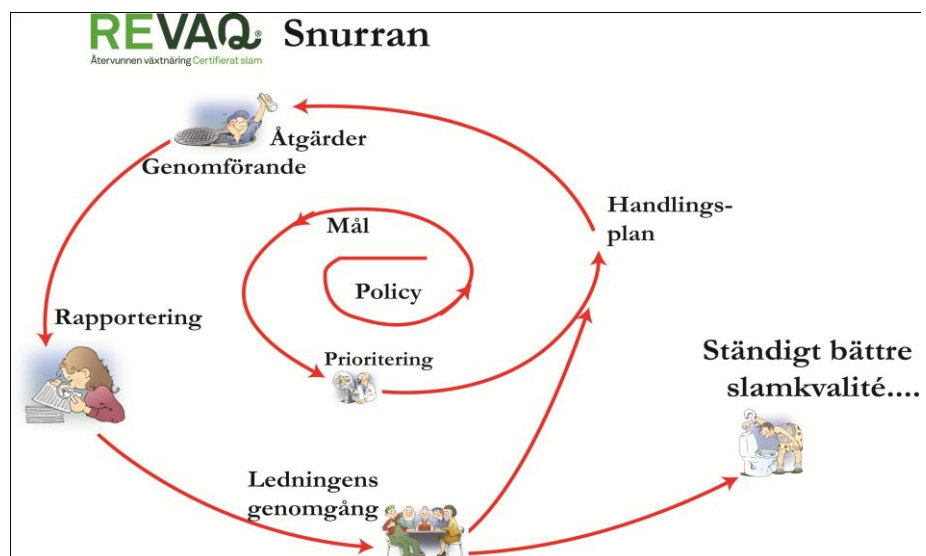 REVAQ® Snurran
Återvunnen växtnäring Certifierat slam
Åtgärder
Genomförande
Handlings-
plan
Mål
Policy
Rapportering
Prioritering
Ständigt bättre
slamkvalité....
Ledningens
genomgång